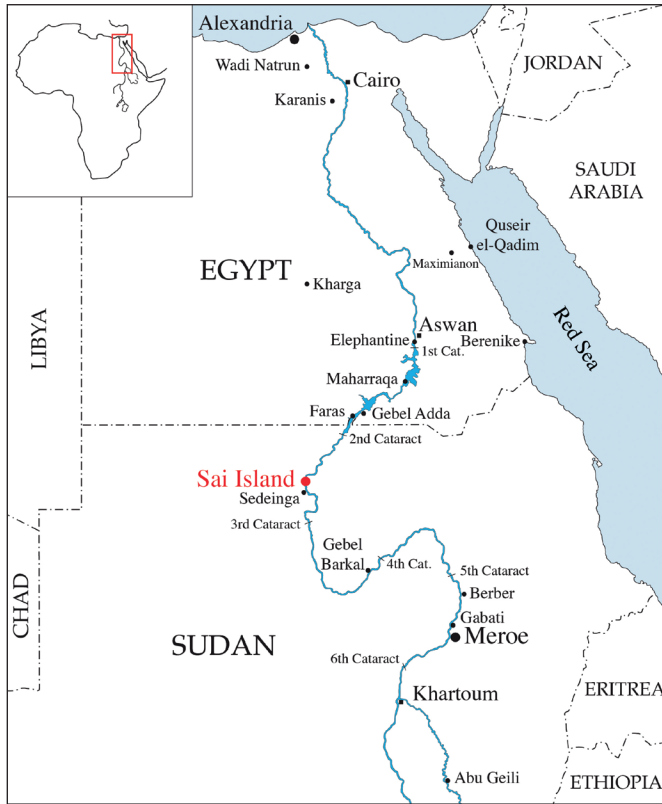 Alexandria
Wadi Natrun
Cairo
Karanis
JORDAN
SAUDI
ARABIA
Quseir
el-Qadim
Maximianon
EGYPT
Kharga
Red Sea
LIBYA
Aswan
Elephantine
1st Cat.
Berenike
Maharraqa
Faras
Gebel Adda
2nd Cataract
Sai Island
Sedeinga
3rd Cataract
Gebel
Barkal
4th Cat.
5th Cataract
Berber
CHAD
Gabati
SUDAN
Meroe
6th Cataract
Khartoum
ERITREA
Abu Geili
ETHIOPIA